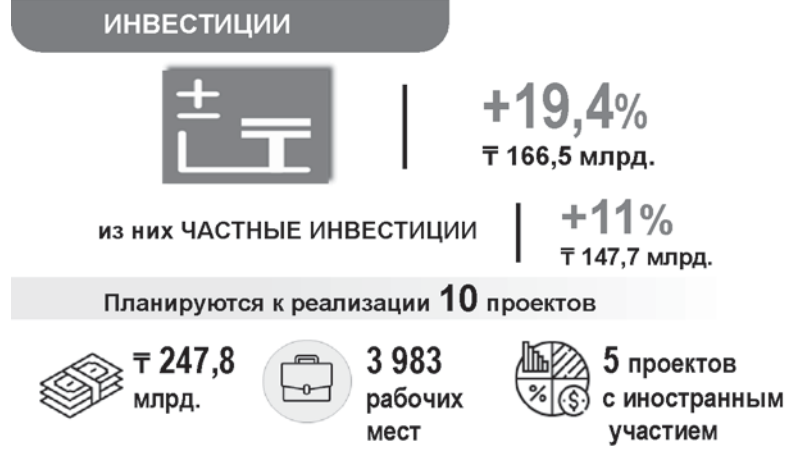 ИНВЕСТИЦИИ
+19,4%
₸ 166,5 млрд.
из них ЧАСТНЫЕ ИНВЕСТИЦИИ
+11%
₸ 147,7 млрд.
Планируются к реализации 10 проектов
₸ 247,8
млрд.
3 983
рабочих
мест
5 проектов
с иностранным
участием